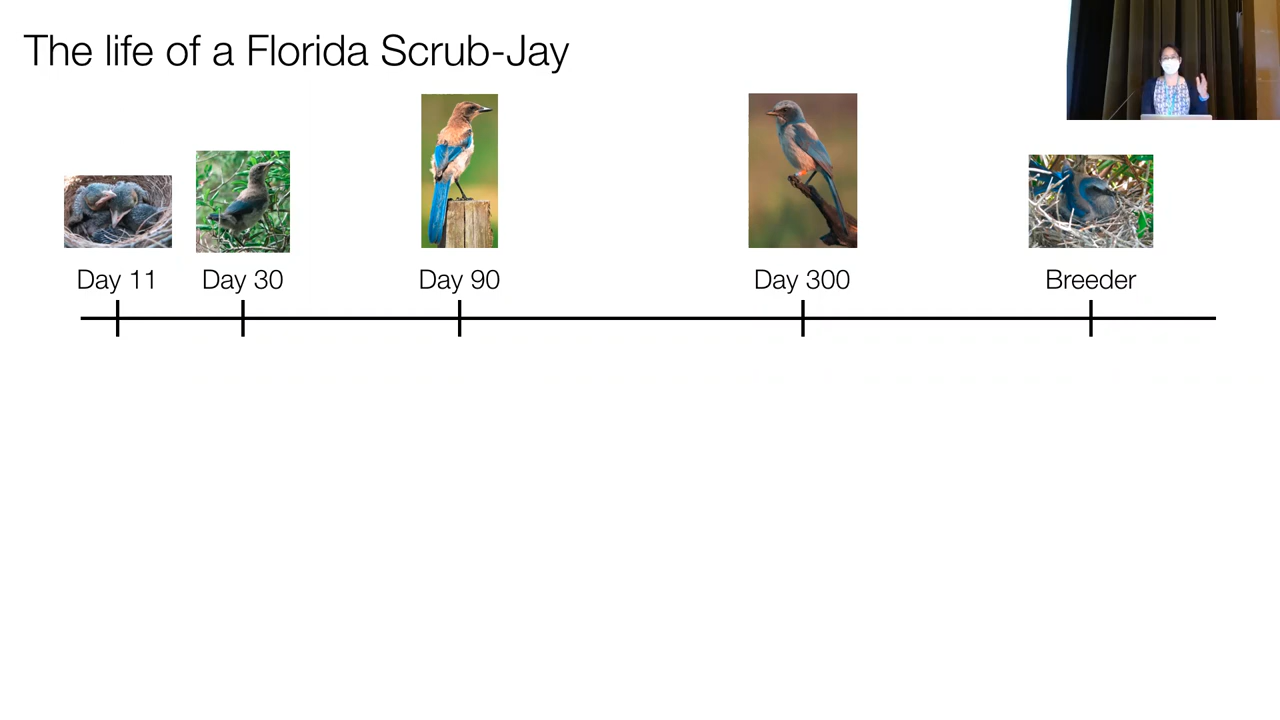 The life of a Florida Scrub-Jay
Day 11
Day 30
Day 90
Day 300
Breeder